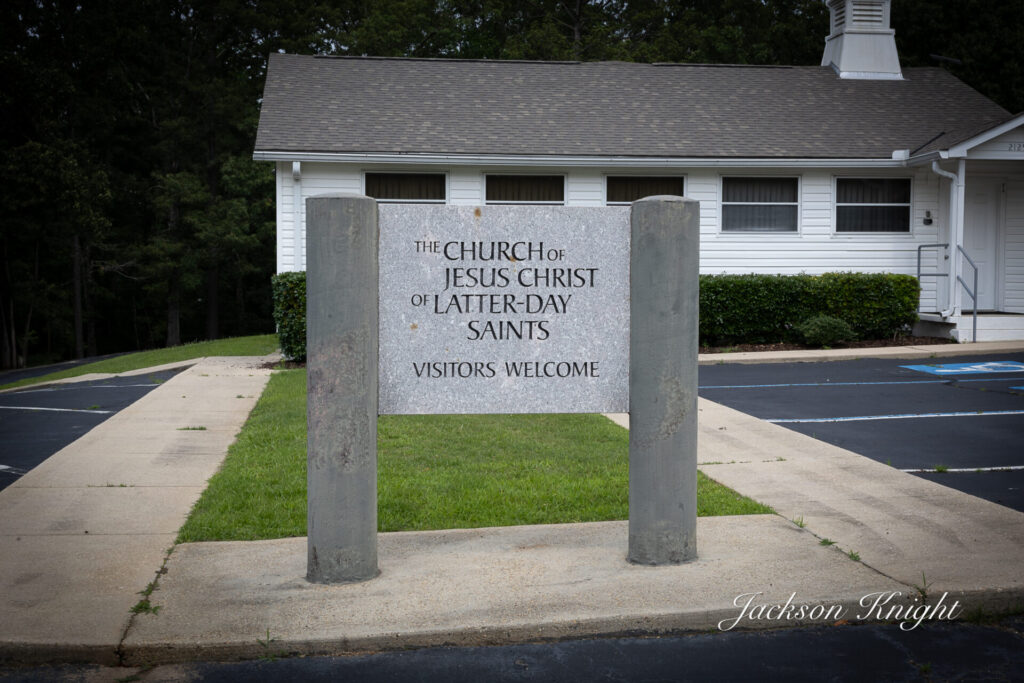 THE CHURCH OF
JESUS CHRIST
OF LATTER-DAY
SAINTS
VISITORS WELCOME
Jackson Knight